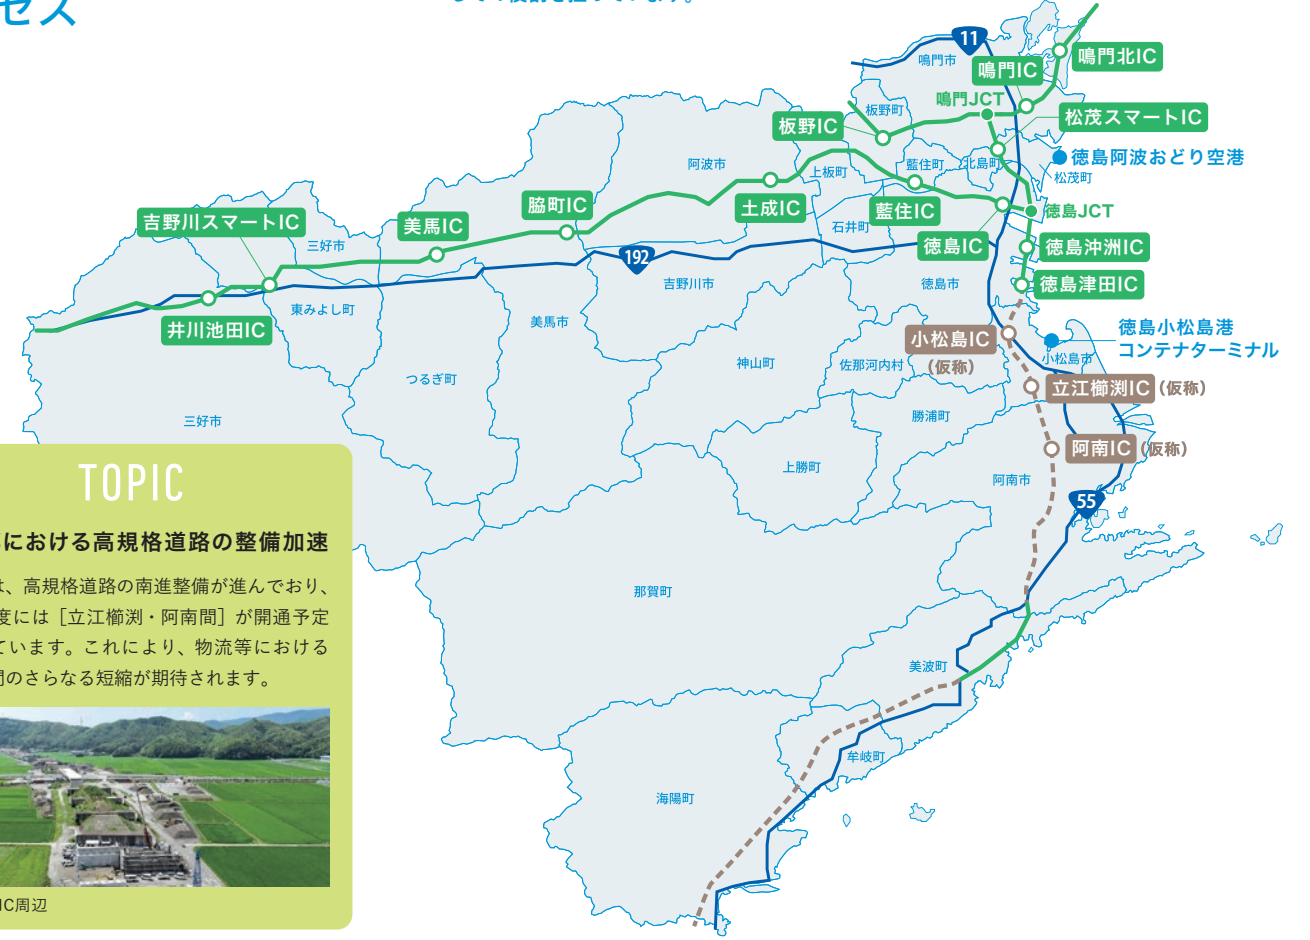 セス
11
鳴門市
鳴門IC
鳴門北IC
鳴門JCT
板野町
板野IC
松茂スマートIC
徳島阿波おどり空港
松茂町
北島町
藍住町
上板町
阿波市
脇町IC
土成IC
藍住IC
徳島JCT
石井町
徳島IC
徳島沖洲IC
徳島津田IC
吉野川スマートIC
三好市
美馬IC
192
吉野川市
徳島市
東みよし町
井川池田IC
美馬市
つるぎ町
神山町
佐那河内村
小松島IC
(仮称)
徳島小松島港
コンテナターミナル
小松島市
立江櫛渕IC (仮称)
勝浦町
三好市
上勝町
阿南IC (仮称)
阿南市
55
那賀町
美波町
牟岐町
海陽町
TOPIC
における高規格道路の整備加速
、高規格道路の南進整備が進んでおり、
度には［立江櫛渕・阿南間］が開通予定
ています。これにより、物流等における
間のさらなる短縮が期待されます。
IC周辺